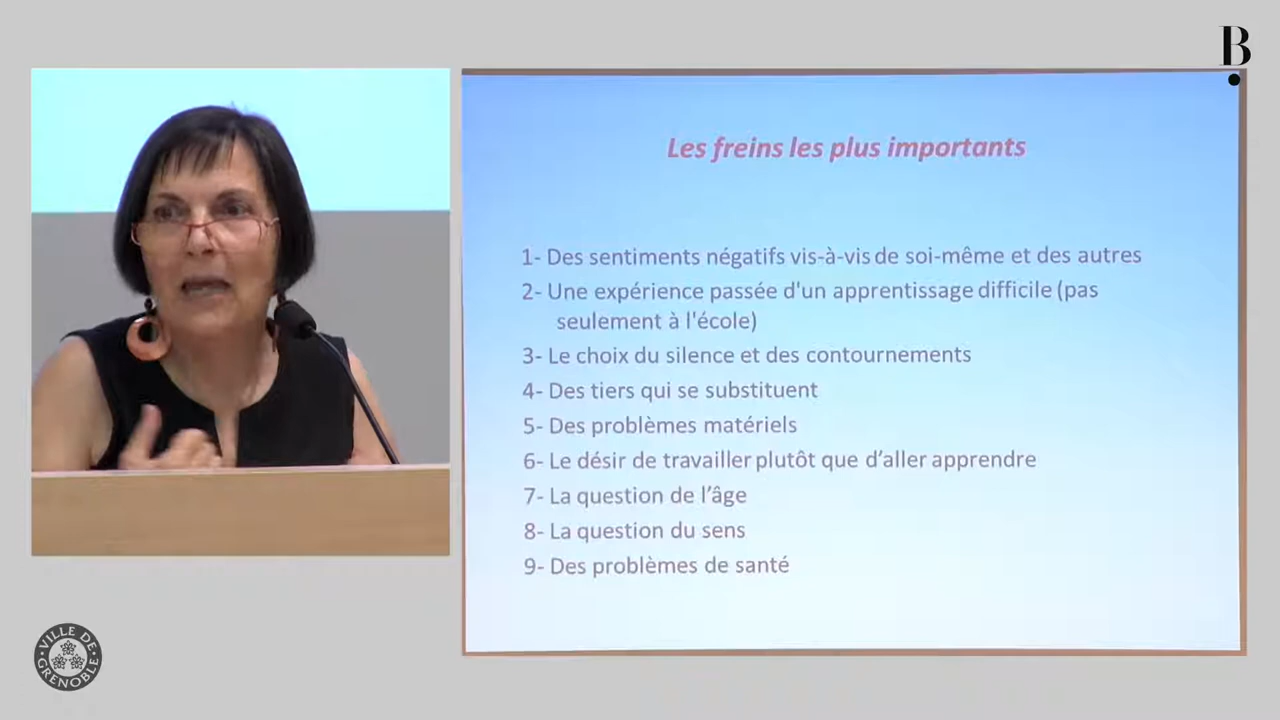 B
Les freins les plus importants
1- Des sentiments négatifs vis-à-vis de soi-même et des autres
2- Une expérience passée d'un apprentissage difficile (pas
seulement à l'école)
3- Le choix du silence et des contournements
4- Des tiers qui se substituent
5- Des problèmes matériels
6- Le désir de travailler plutôt que d’aller apprendre
7- La question de l’âge
8- La question du sens
9- Des problèmes de santé
VILLE DE
GRENOBLE